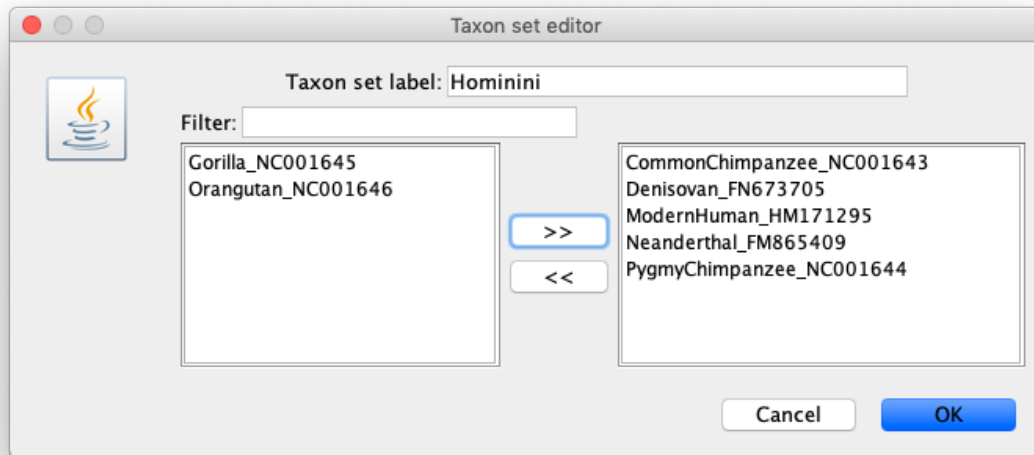 Taxon set editor
Taxon set label: Hominini
Filter:
Gorilla_NC001645
Orangutan_NC001646
>>
<<
CommonChimpanzee_NC001643
Denisovan_FN673705
ModernHuman_HM171295
Neanderthal_FM865409
PygmyChimpanzee_NC001644
Cancel
OK